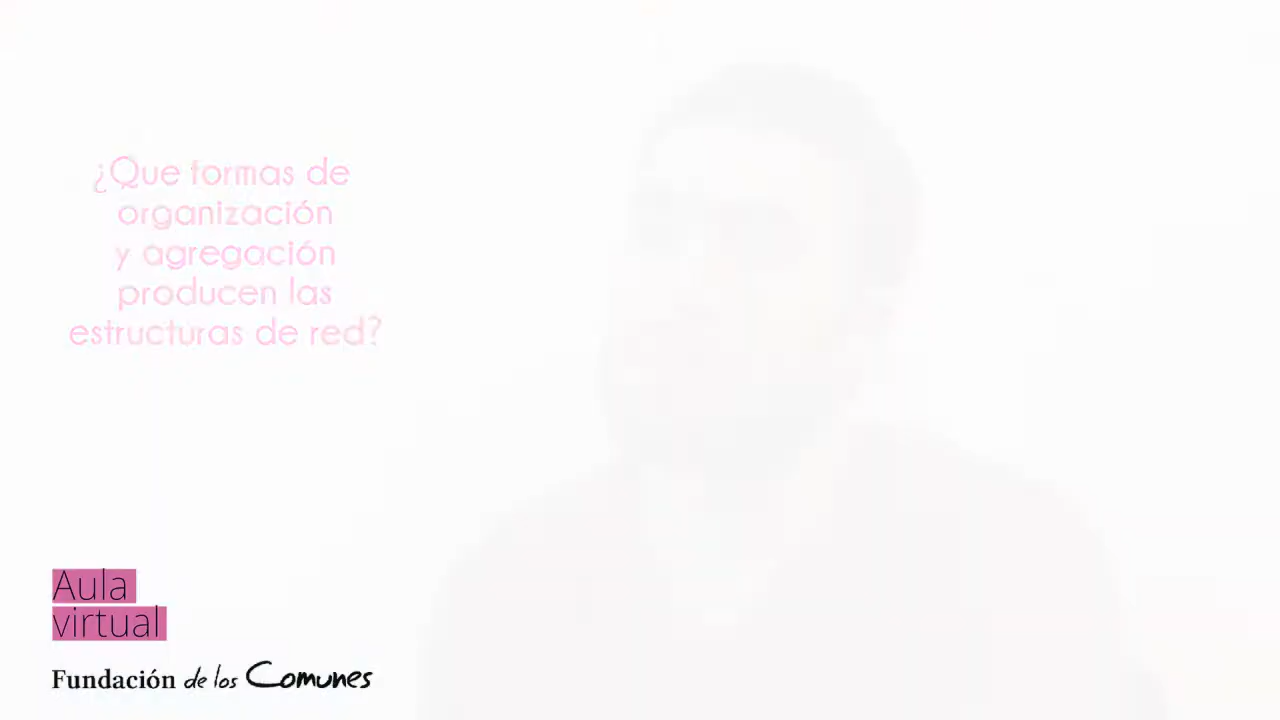 ¿Que formas de
organización
y agregación
producen las
estructuras de red?
Aula
virtual
Fundación de los Comunes